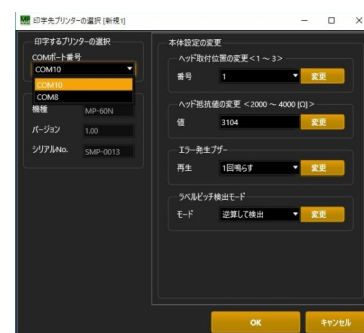 印字先プリンターの選択 [新規1]
印字するプリンターの選択
COMポート番号
COM10
COM10
COM8
機種 MP-60N
バージョン 1.00
シリアルNo. SMP-0013
本体設定の変更
ヘッド取付位置の変更<1 ~ 3>
番号 1 変更
ヘッド抵抗値の変更 <2000 ~ 4000 [Ω]>
値 3104 変更
エラー発生ブザー
再生 1回鳴らす 変更
ラベルピッチ検出モード
モード 逆算して検出 変更
OK キャンセル